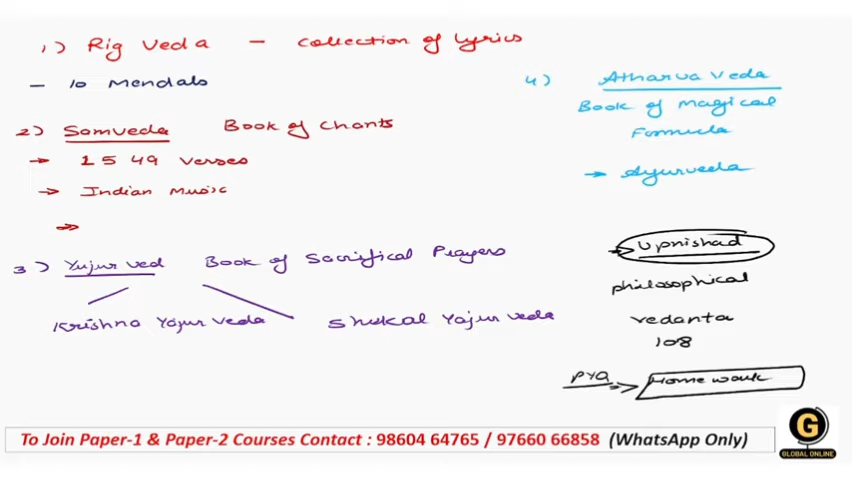 1) Rig Veda - collection of lyrics
- 10 Mendals
2) Samveda Book of chants
→ 1549 verses
→ Indian Music
3) Yujur Ved Book of Sacrifical Prayers
Krishna Yajur Veda Shukal Yajur Veda
4) Atharva Veda
Book of Magical
Formula
→ Ayurveda
→ Upnishad
philosophical
vedanta
108
PYQ → Home work
To Join Paper-1 & Paper-2 Courses Contact : 98604 64765 / 97660 66858 (WhatsApp Only)
G
GLOBAL ONLINE